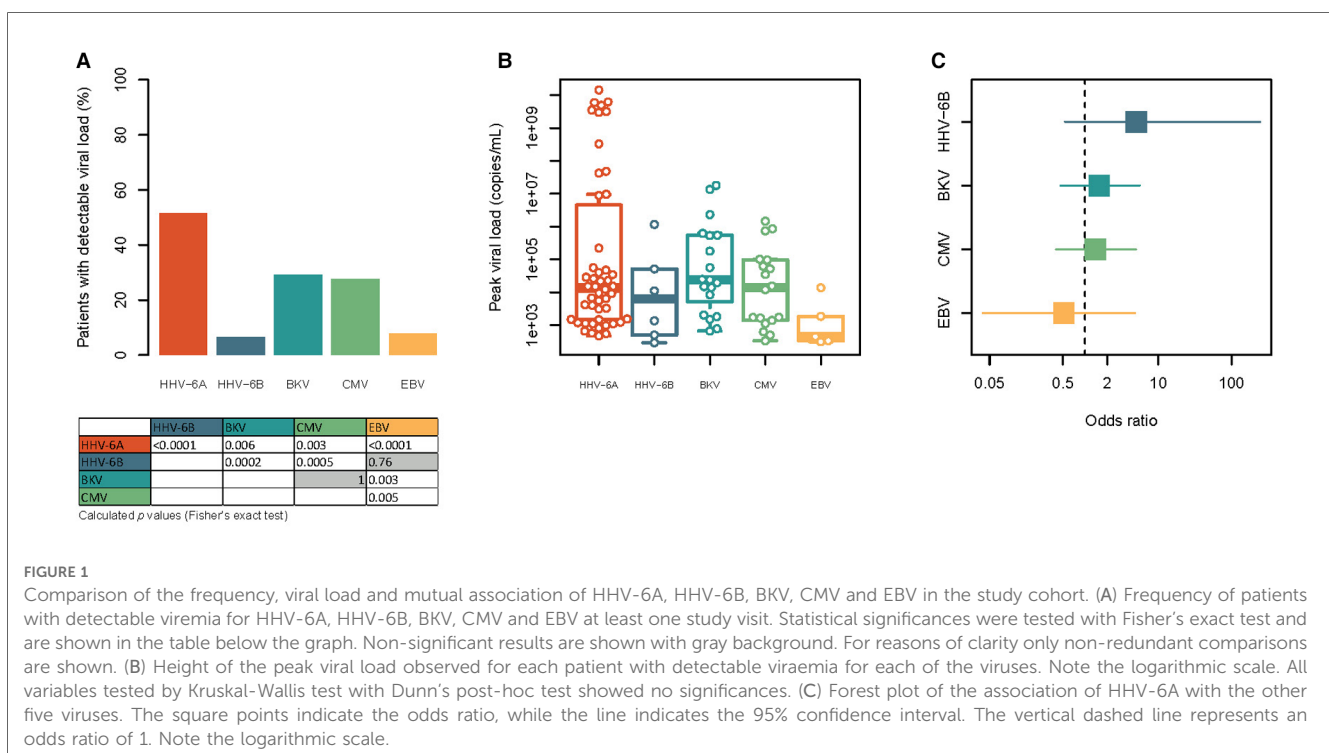 A
Patients with detectable viral load (%)
100
80
60
40
20
0
HHV-6A HHV-6B BKV CMV EBV
HHV-6B BKV CMV EBV
HHV-6A <0.0001 0.006 0.003 <0.0001
HHV-6B 0.0002 0.0005 0.76
BKV 1 0.003
CMV 0.005
Calculated p values (Fisher's exact test)
B
Peak viral load (copies/mL)
1e+09
1e+07
1e+05
1e+03
HHV-6A HHV-6B BKV CMV EBV
C
HHV-6B
BKV
CMV
EBV
0.05 0.5 2 10 100
Odds ratio
FIGURE 1
Comparison of the frequency, viral load and mutual association of HHV-6A, HHV-6B, BKV, CMV and EBV in the study cohort. (A) Frequency of patients
with detectable viremia for HHV-6A, HHV-6B, BKV, CMV and EBV at least one study visit. Statistical significances were tested with Fisher's exact test and
are shown in the table below the graph. Non-significant results are shown with gray background. For reasons of clarity only non-redundant comparisons
are shown. (B) Height of the peak viral load observed for each patient with detectable viraemia for each of the viruses. Note the logarithmic scale. All
variables tested by Kruskal-Wallis test with Dunn's post-hoc test showed no significances. (C) Forest plot of the association of HHV-6A with the other
five viruses. The square points indicate the odds ratio, while the line indicates the 95% confidence interval. The vertical dashed line represents an
odds ratio of 1. Note the logarithmic scale.